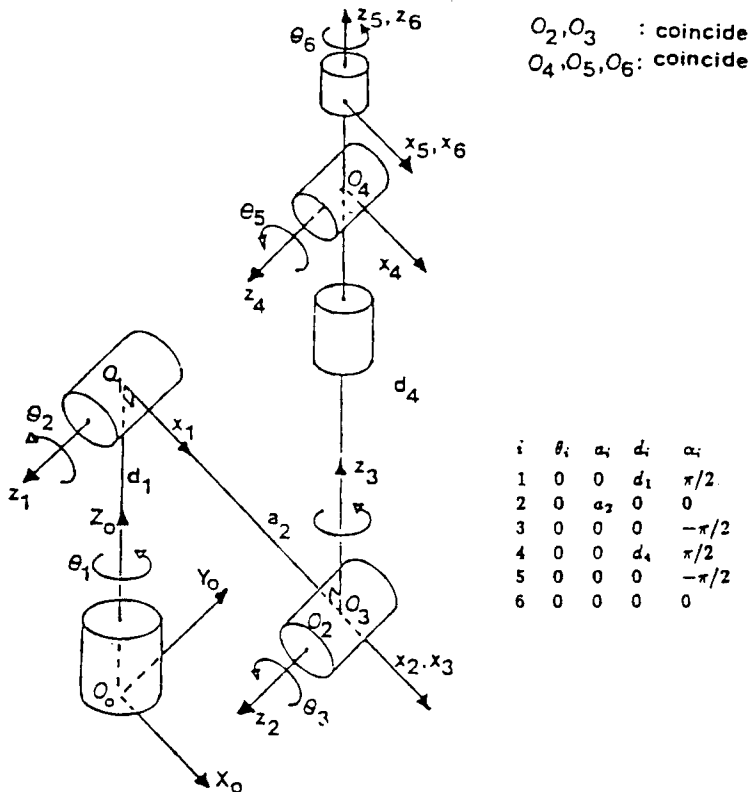 z₅, z₆
θ₆
O₂,O₃ : coincide
O₄,O₅,O₆: coincide
x₅, x₆
O₄
θ₅
x₄
z₄
d₄
O₁
θ₂
x₁
z₁
d₁
z₃
Z₀
a₂
θ₁
Y₀
O₃
O₂
x₂.x₃
O₀
θ₃
z₂
X₀
i θᵢ aᵢ dᵢ αᵢ
1 0 0 d₁ π/2
2 0 a₂ 0 0
3 0 0 0 −π/2
4 0 0 d₄ π/2
5 0 0 0 −π/2
6 0 0 0 0